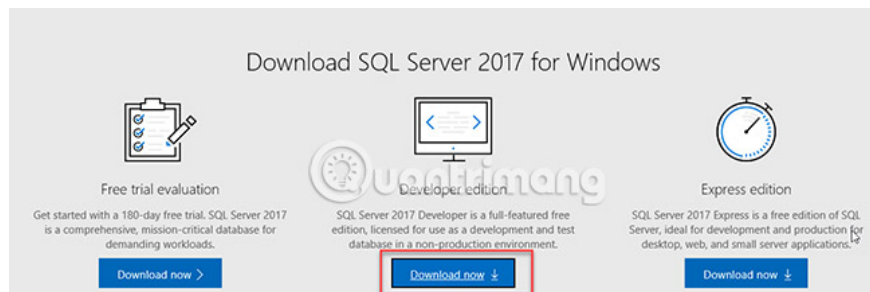 Download SQL Server 2017 for Windows
Quantrimang
Free trial evaluation
Get started with a 180-day free trial. SQL Server 2017
is a comprehensive, mission-critical database for
demanding workloads.
Download now
Developer edition
SQL Server 2017 Developer is a full-featured free
edition, licensed for use as a development and test
database in a non-production environment.
Download now
Express edition
SQL Server 2017 Express is a free edition of SQL
Server, ideal for development and production for
desktop, web, and small server applications.
Download now